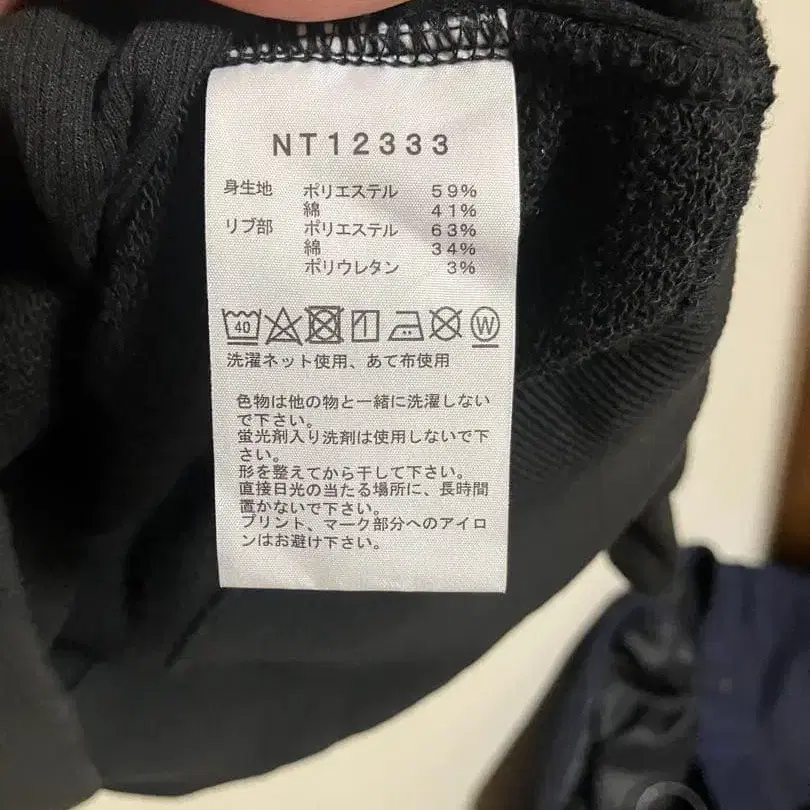 NT12333
身生地 ポリエステル 59%
綿 41%
リブ部 ポリエステル 63%
綿 34%
ポリウレタン 3%
40 W
洗濯ネット使用、あて布使用
色物は他の物と一緒に洗濯しない
で下さい。
蛍光剤入り洗剤は使用しないで下
さい。
形を整えてから干して下さい。
直接日光の当たる場所に、長時間
置かないで下さい。
プリント、マーク部分へのアイロ
ンはお避け下さい。